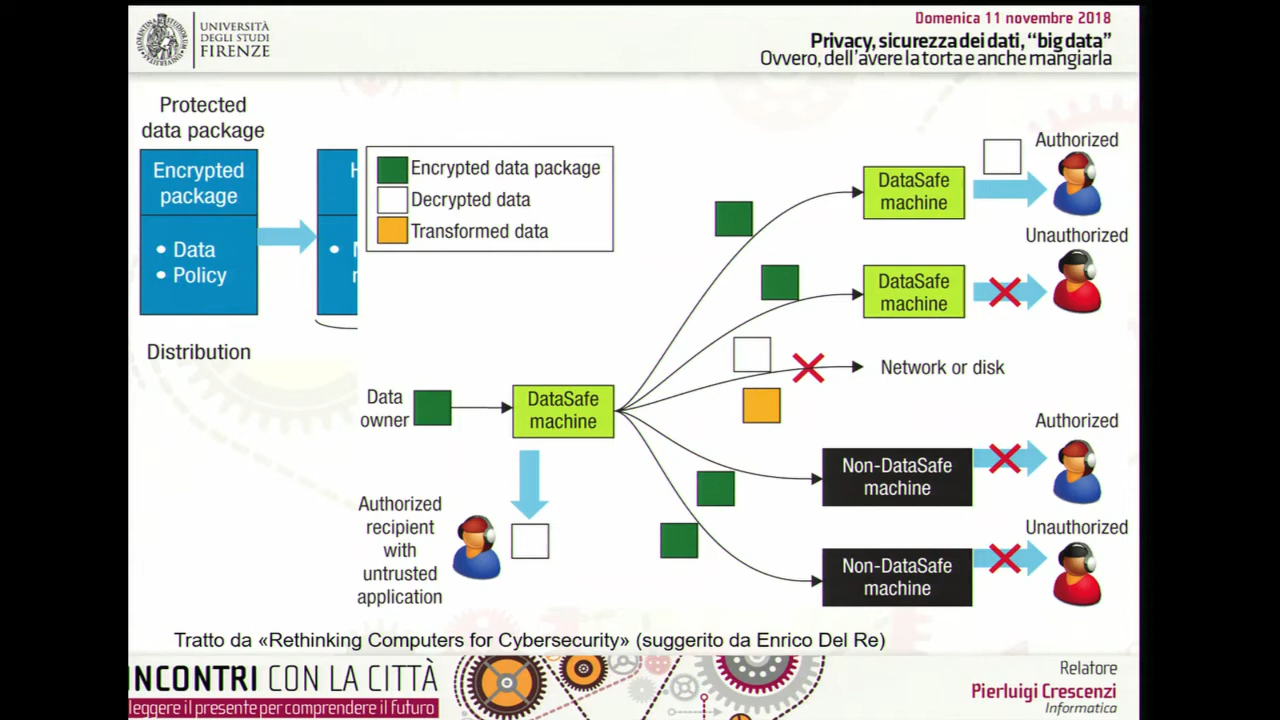 UNIVERSITÀ
DEGLI STUDI
FIRENZE
Domenica 11 novembre 2018
Privacy, sicurezza dei dati, “big data”
Ovvero, dell’avere la torta e anche mangiarla
Protected
data package
Encrypted
package
• Data
• Policy
Distribution
Encrypted data package
Decrypted data
Transformed data
Data
owner
DataSafe
machine
Authorized
recipient
with
untrusted
application
DataSafe
machine
Authorized
DataSafe
machine
Unauthorized
Network or disk
Non-DataSafe
machine
Authorized
Non-DataSafe
machine
Unauthorized
Tratto da «Rethinking Computers for Cybersecurity» (suggerito da Enrico Del Re)
INCONTRI CON LA CITTÀ
leggere il presente per comprendere il futuro
Relatore
Pierluigi Crescenzi
Informatica